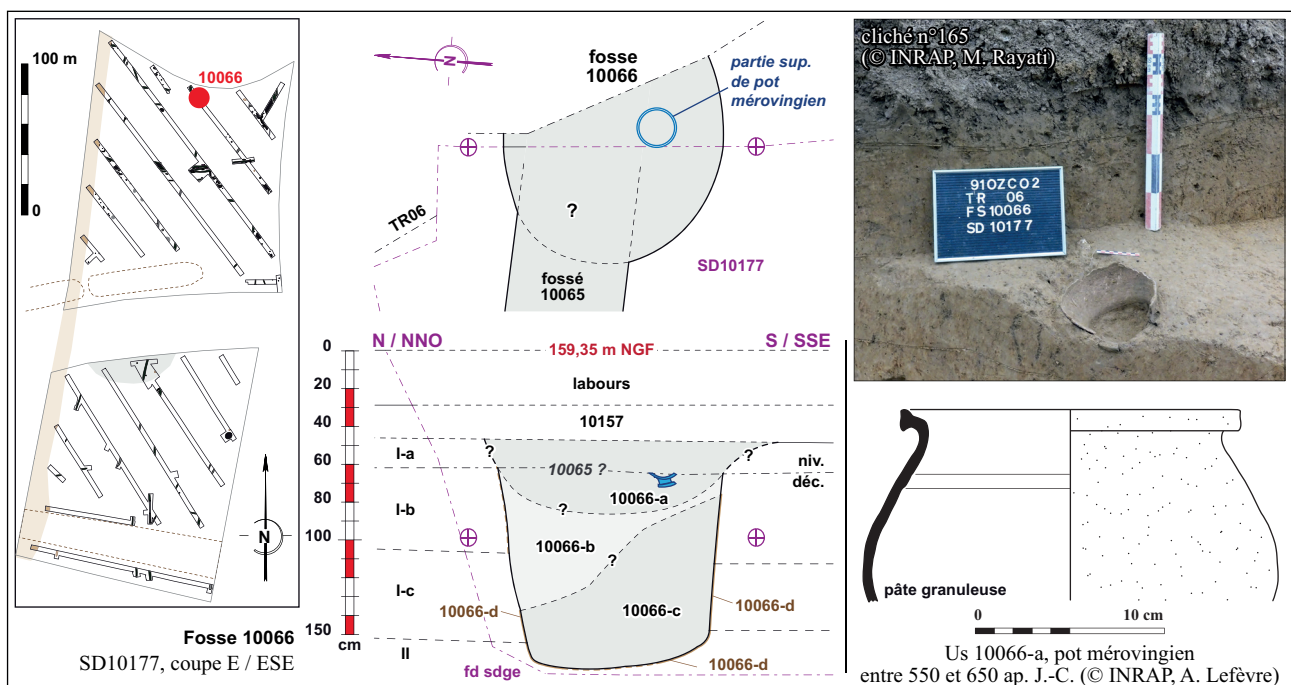 100 m
0
10066
N
Fosse 10066
SD10177, coupe E / ESE
N
fosse
10066
partie sup.
de pot
mérovingien
TR06
?
fossé
10065
SD10177
N / NNO
S / SSE
159,35 m NGF
0
20
40
60
80
100
150
cm
labours
10157
I-a
I-b
I-c
II
?
10065 ?
?
niv.
déc.
10066-a
?
10066-b
?
10066-c
10066-d
10066-d
10066-d
fd sdge
cliché n°165
(© INRAP, M. Rayati)
91OZCO2
TR 06
FS10066
SD 10177
pâte granuleuse
0
10 cm
Us 10066-a, pot mérovingien
entre 550 et 650 ap. J.-C. (© INRAP, A. Lefèvre)